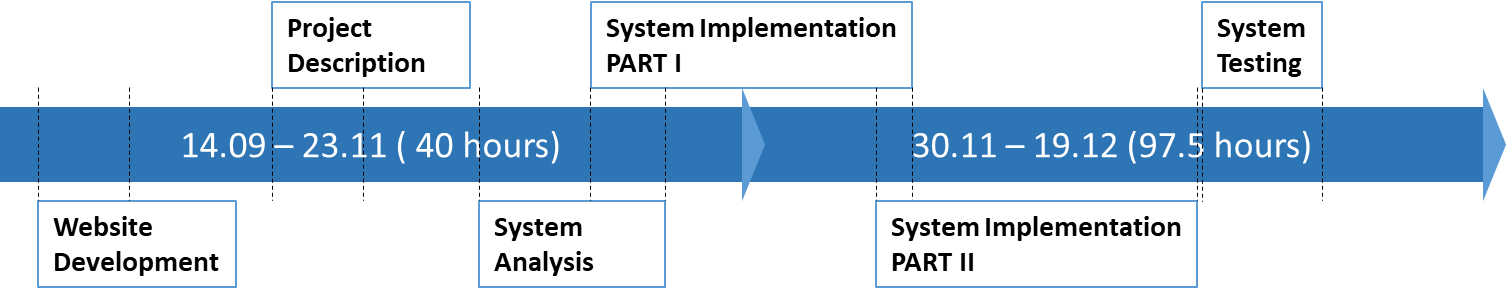 Project
Description
System Implementation
PART I
System
Testing
14.09 – 23.11 ( 40 hours)
30.11 – 19.12 (97.5 hours)
Website
Development
System
Analysis
System Implementation
PART II